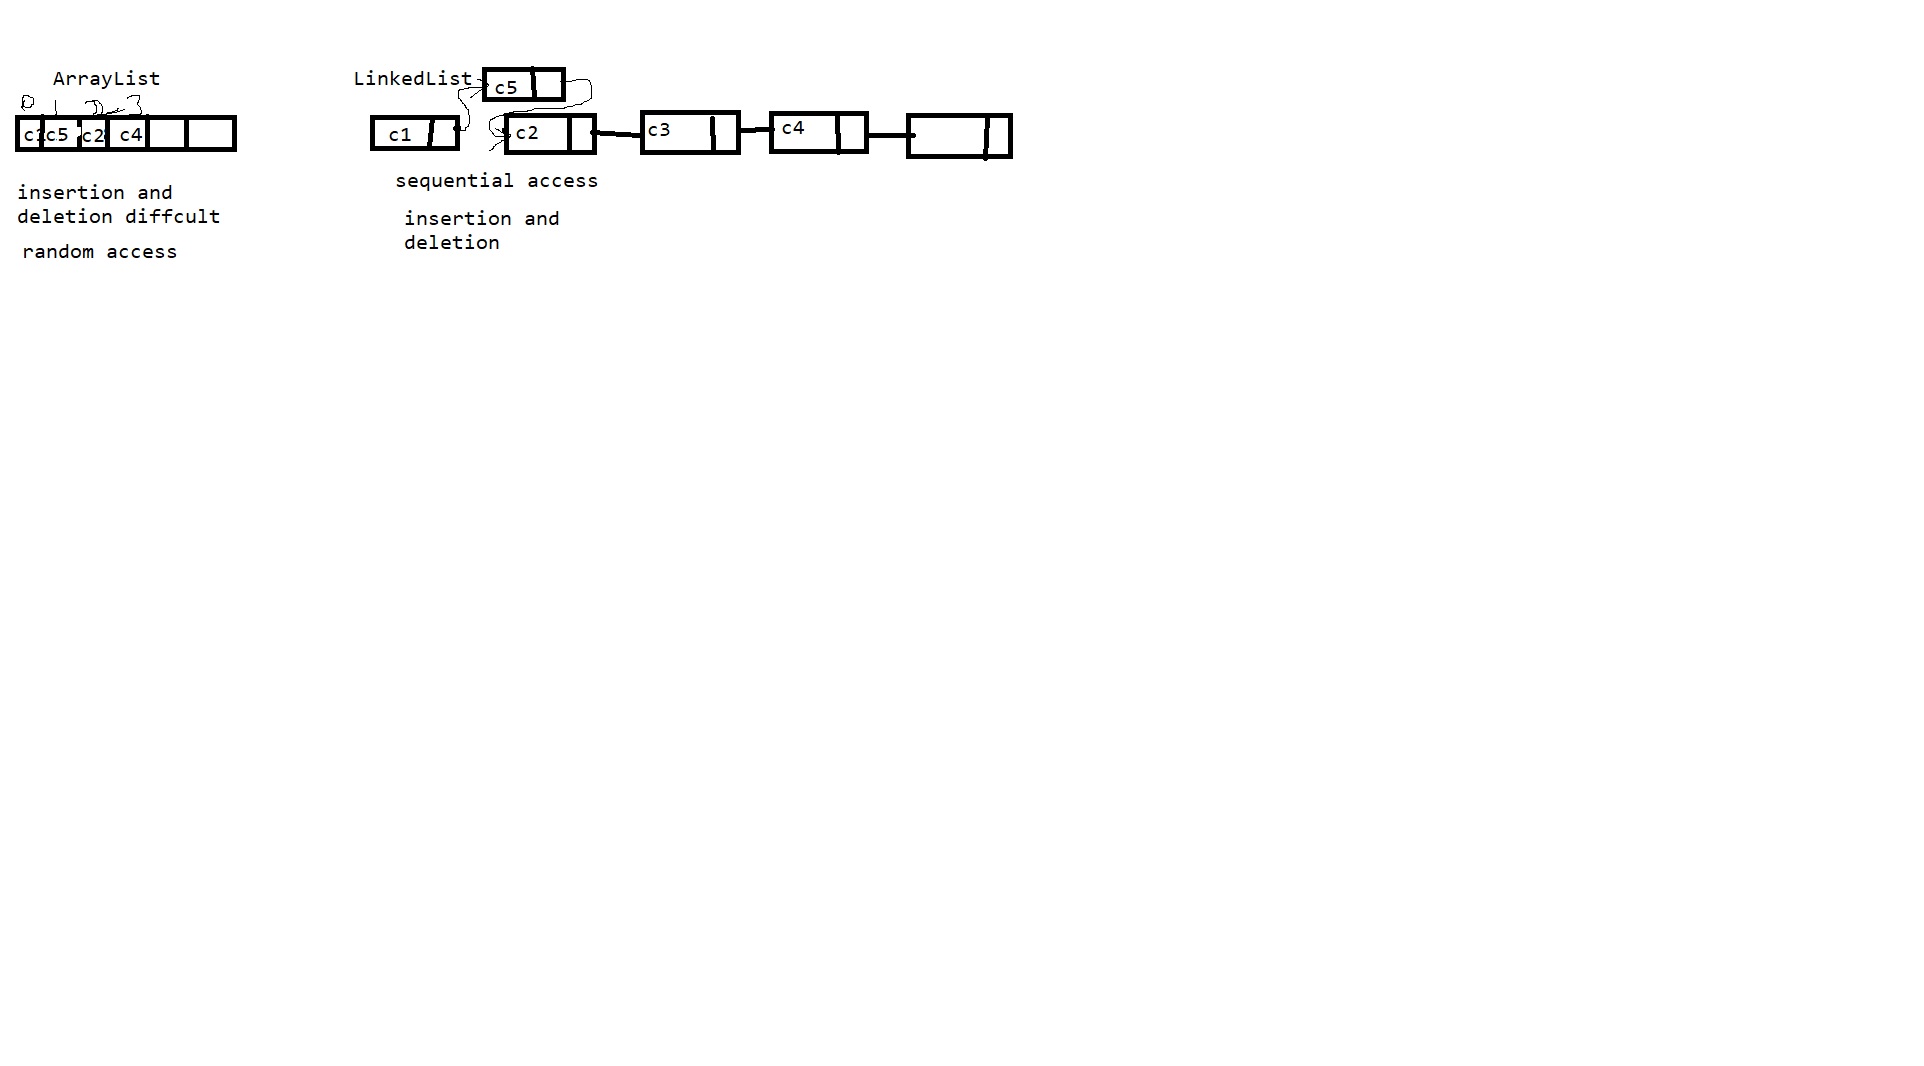 ArrayList
0 1 2 3
c1 c5 c2 c4
insertion and
deletion diffcult
random access
LinkedList
c5
c1 c2 c3 c4
sequential access
insertion and
deletion